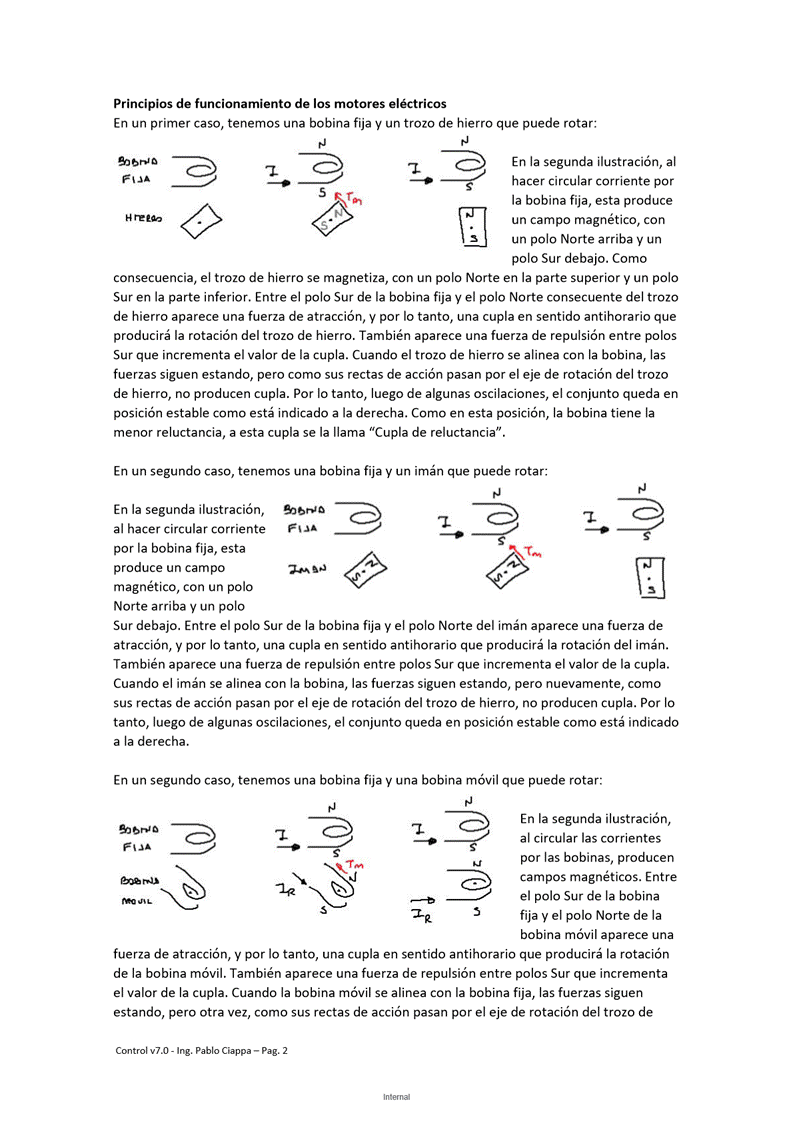 Principios de funcionamiento de los motores eléctricos
En un primer caso, tenemos una bobina fija y un trozo de hierro que puede rotar:
BOBINA
FIJA
HIERRO
I
N
S
Tm
S N
I
N
S
N
S
En la segunda ilustración, al
hacer circular corriente por
la bobina fija, esta produce
un campo magnético, con
un polo Norte arriba y un
polo Sur debajo. Como
consecuencia, el trozo de hierro se magnetiza, con un polo Norte en la parte superior y un polo
Sur en la parte inferior. Entre el polo Sur de la bobina fija y el polo Norte consecuente del trozo
de hierro aparece una fuerza de atracción, y por lo tanto, una cupla en sentido antihorario que
producirá la rotación del trozo de hierro. También aparece una fuerza de repulsión entre polos
Sur que incrementa el valor de la cupla. Cuando el trozo de hierro se alinea con la bobina, las
fuerzas siguen estando, pero como sus rectas de acción pasan por el eje de rotación del trozo
de hierro, no producen cupla. Por lo tanto, luego de algunas oscilaciones, el conjunto queda en
posición estable como está indicado a la derecha. Como en esta posición, la bobina tiene la
menor reluctancia, a esta cupla se la llama “Cupla de reluctancia”.
En un segundo caso, tenemos una bobina fija y un imán que puede rotar:
En la segunda ilustración,
al hacer circular corriente
por la bobina fija, esta
produce un campo
magnético, con un polo
Norte arriba y un polo
BOBINA
FIJA
IMAN
S N
I
N
S
Tm
S N
I
N
S
N
S
Sur debajo. Entre el polo Sur de la bobina fija y el polo Norte del imán aparece una fuerza de
atracción, y por lo tanto, una cupla en sentido antihorario que producirá la rotación del imán.
También aparece una fuerza de repulsión entre polos Sur que incrementa el valor de la cupla.
Cuando el imán se alinea con la bobina, las fuerzas siguen estando, pero nuevamente, como
sus rectas de acción pasan por el eje de rotación del trozo de hierro, no producen cupla. Por lo
tanto, luego de algunas oscilaciones, el conjunto queda en posición estable como está indicado
a la derecha.
En un segundo caso, tenemos una bobina fija y una bobina móvil que puede rotar:
BOBINA
FIJA
BOBINA
MOVIL
I
N
S
Tm
IR
N
S
I
N
S
N
IR
S
En la segunda ilustración,
al circular las corrientes
por las bobinas, producen
campos magnéticos. Entre
el polo Sur de la bobina
fija y el polo Norte de la
bobina móvil aparece una
fuerza de atracción, y por lo tanto, una cupla en sentido antihorario que producirá la rotación
de la bobina móvil. También aparece una fuerza de repulsión entre polos Sur que incrementa
el valor de la cupla. Cuando la bobina móvil se alinea con la bobina fija, las fuerzas siguen
estando, pero otra vez, como sus rectas de acción pasan por el eje de rotación del trozo de
Control v7.0 - Ing. Pablo Ciappa – Pag. 2
Internal